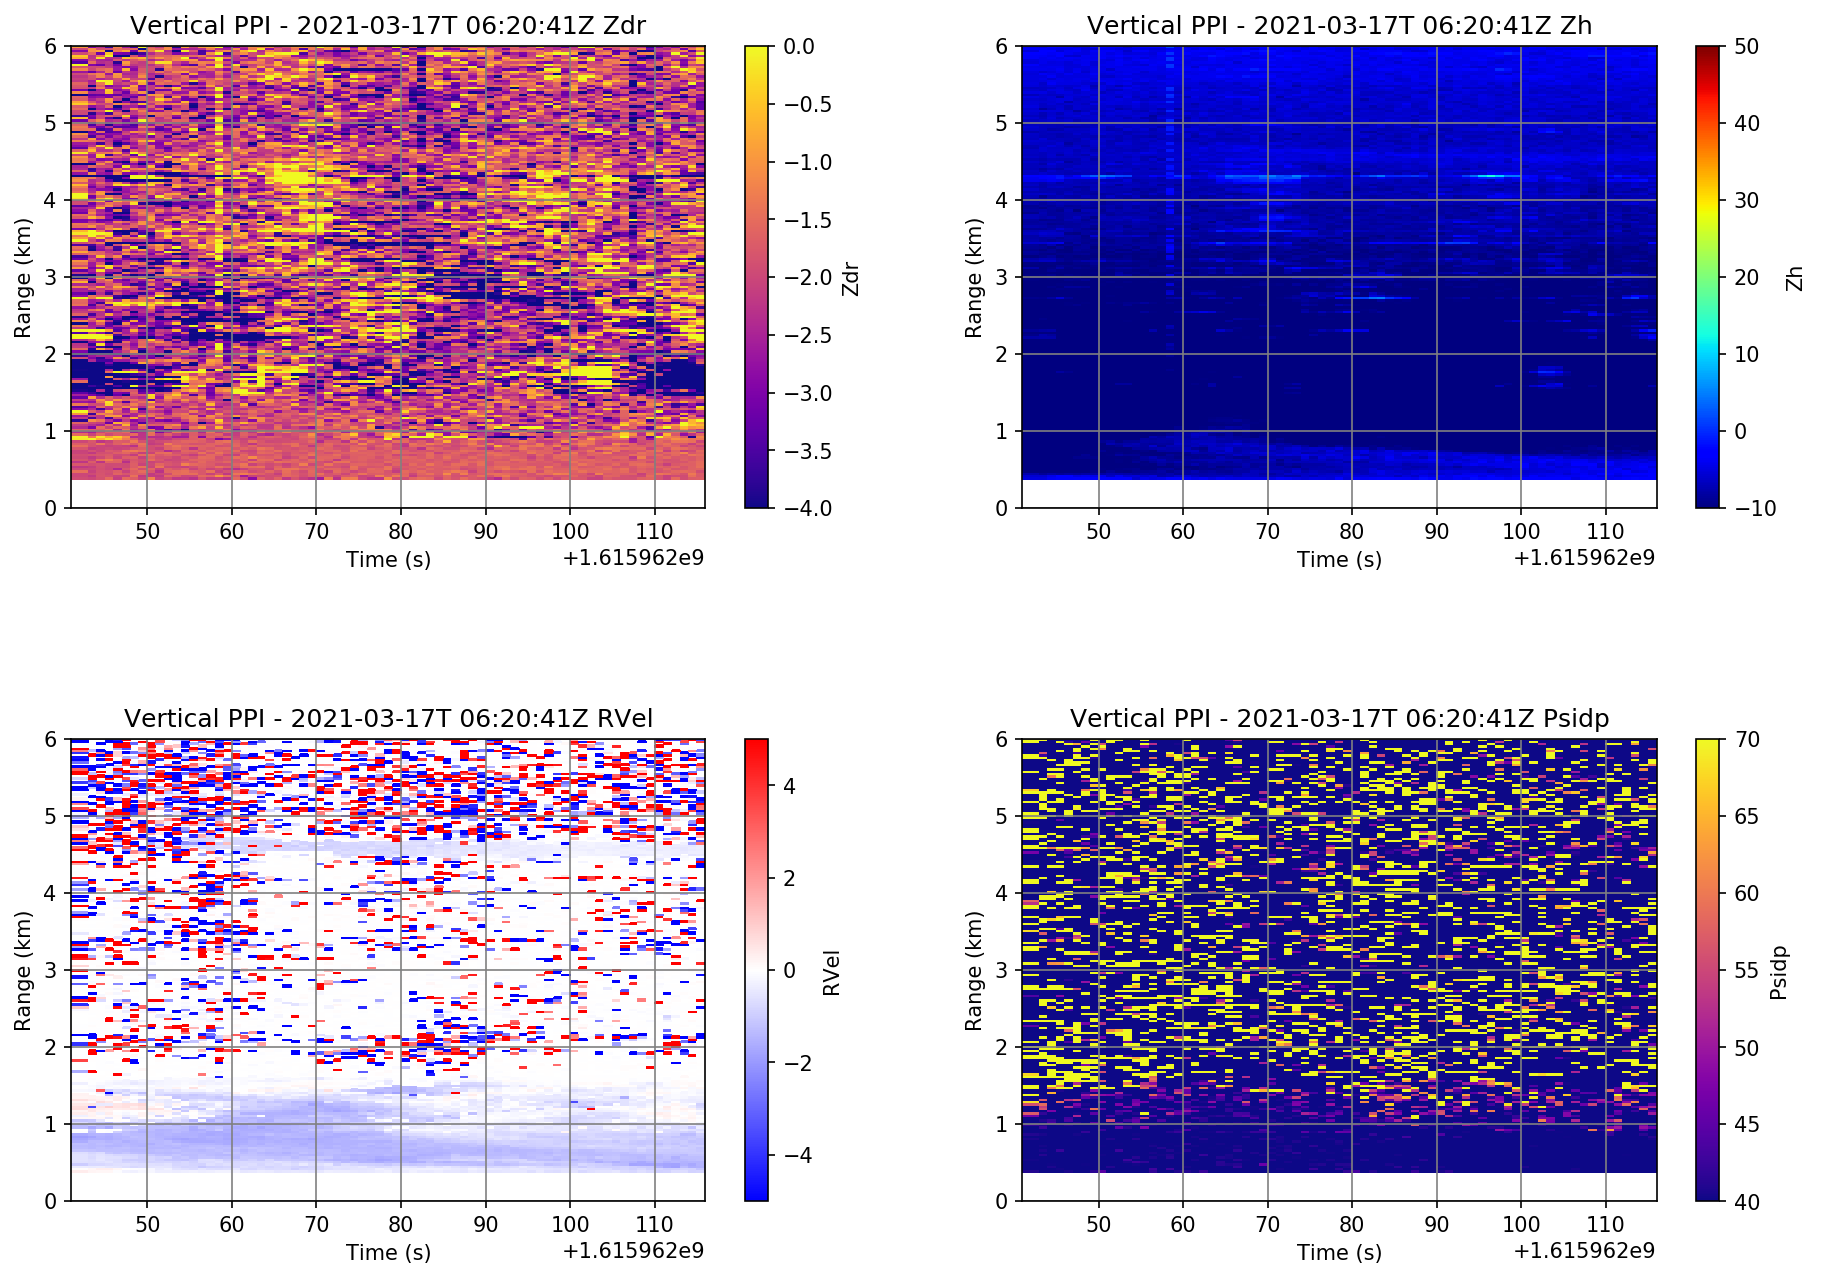 Vertical PPI - 2021-03-17T 06:20:41Z Zdr
6
5
4
3
2
1
0
Range (km)
50 60 70 80 90 100 110
Time (s)
+1.615962e9
0.0
−0.5
−1.0
−1.5
−2.0
−2.5
−3.0
−3.5
−4.0
Zdr
Vertical PPI - 2021-03-17T 06:20:41Z Zh
6
5
4
3
2
1
0
Range (km)
50 60 70 80 90 100 110
Time (s)
+1.615962e9
50
40
30
20
10
0
−10
Zh
Vertical PPI - 2021-03-17T 06:20:41Z RVel
6
5
4
3
2
1
0
Range (km)
50 60 70 80 90 100 110
Time (s)
+1.615962e9
4
2
0
−2
−4
RVel
Vertical PPI - 2021-03-17T 06:20:41Z Psidp
6
5
4
3
2
1
0
Range (km)
50 60 70 80 90 100 110
Time (s)
+1.615962e9
70
65
60
55
50
45
40
Psidp